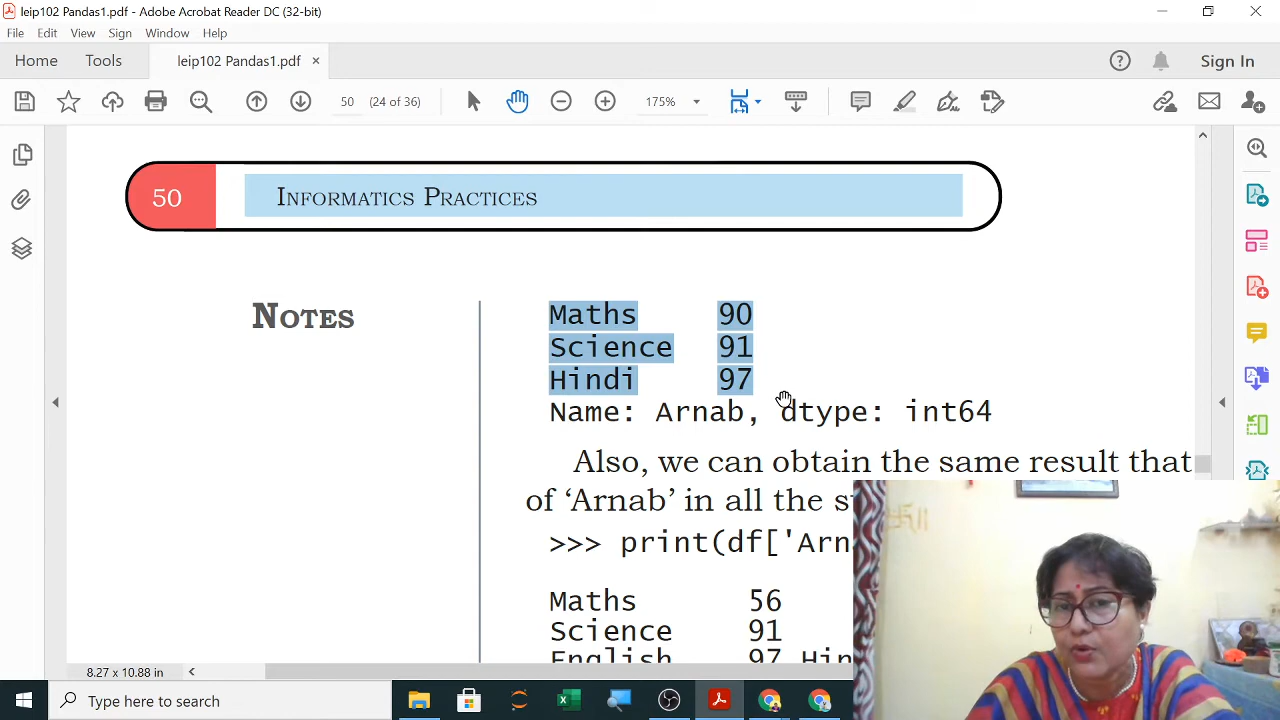 leip102 Pandas1.pdf - Adobe Acrobat Reader DC (32-bit)
File Edit View Sign Window Help
Home Tools leip102 Pandas1.pdf × Sign In
50 (24 of 36) 175%
50 INFORMATICS PRACTICES
NOTES
Maths 90
Science 91
Hindi 97
Name: Arnab, dtype: int64
Also, we can obtain the same result that
of ‘Arnab’ in all the
>>> print(df['Arn
Maths 56
Science 91
English 97 Hin
8.27 x 10.88 in
Type here to search